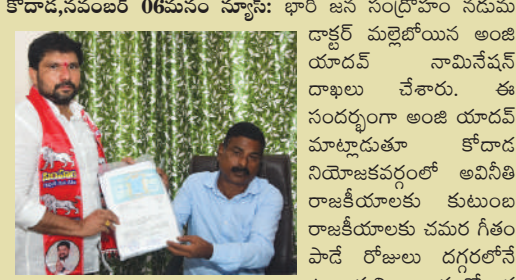 కోదాడ,నవంబర్ 06మనం న్యూస్: భారీ జన సంద్రోహం నడుమ
డాక్టర్ మల్లెబోయిన అంజి
యాదవ్ నామినేషన్
దాఖలు చేశారు. ఈ
సందర్భంగా అంజి యాదవ్
మాట్లాడుతూ కోదాడ
నియోజకవర్గంలో అవినీతి
రాజకీయాలకు కుటుంబ
రాజకీయాలకు చమర గీతం
పాడే రోజులు దగ్గరలోనే
సింహం